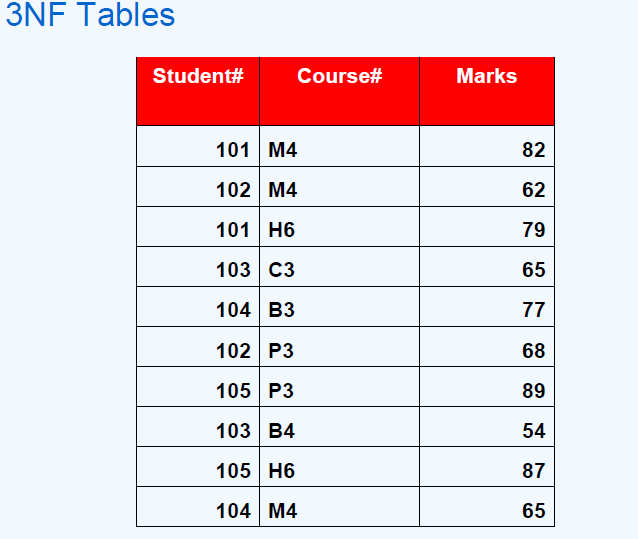 3NF Tables
Student# Course# Marks
101 M4 82
102 M4 62
101 H6 79
103 C3 65
104 B3 77
102 P3 68
105 P3 89
103 B4 54
105 H6 87
104 M4 65